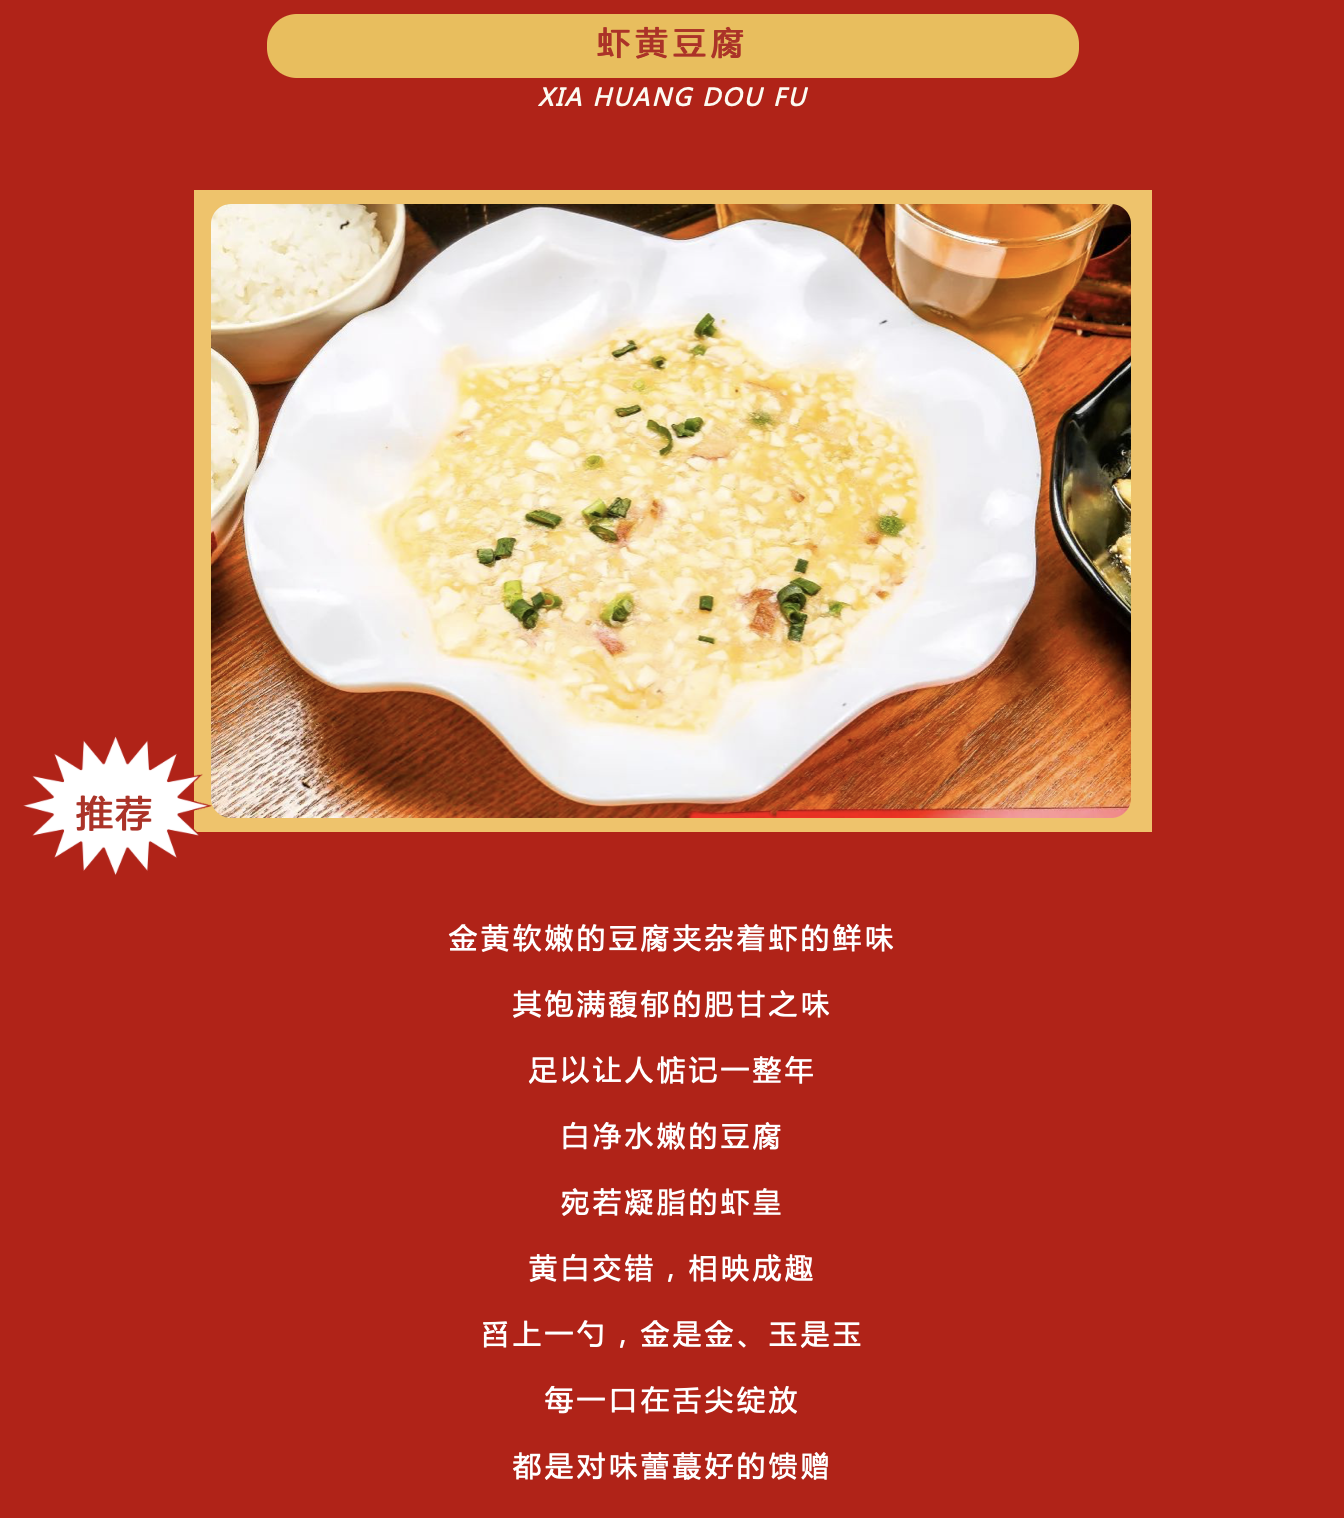 虾黄豆腐
XIA HUANG DOU FU
推荐
金黄软嫩的豆腐夹杂着虾的鲜味
其饱满馥郁的肥甘之味
足以让人惦记一整年
白净水嫩的豆腐
宛若凝脂的虾皇
黄白交错，相映成趣
舀上一勺，金是金、玉是玉
每一口在舌尖绽放
都是对味蕾蕞好的馈赠